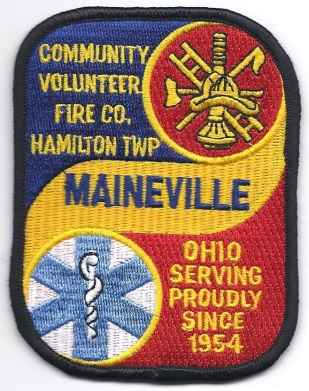 COMMUNITY
VOLUNTEER
FIRE CO.
HAMILTON TWP
MAINEVILLE
OHIO
SERVING
PROUDLY
SINCE
1954